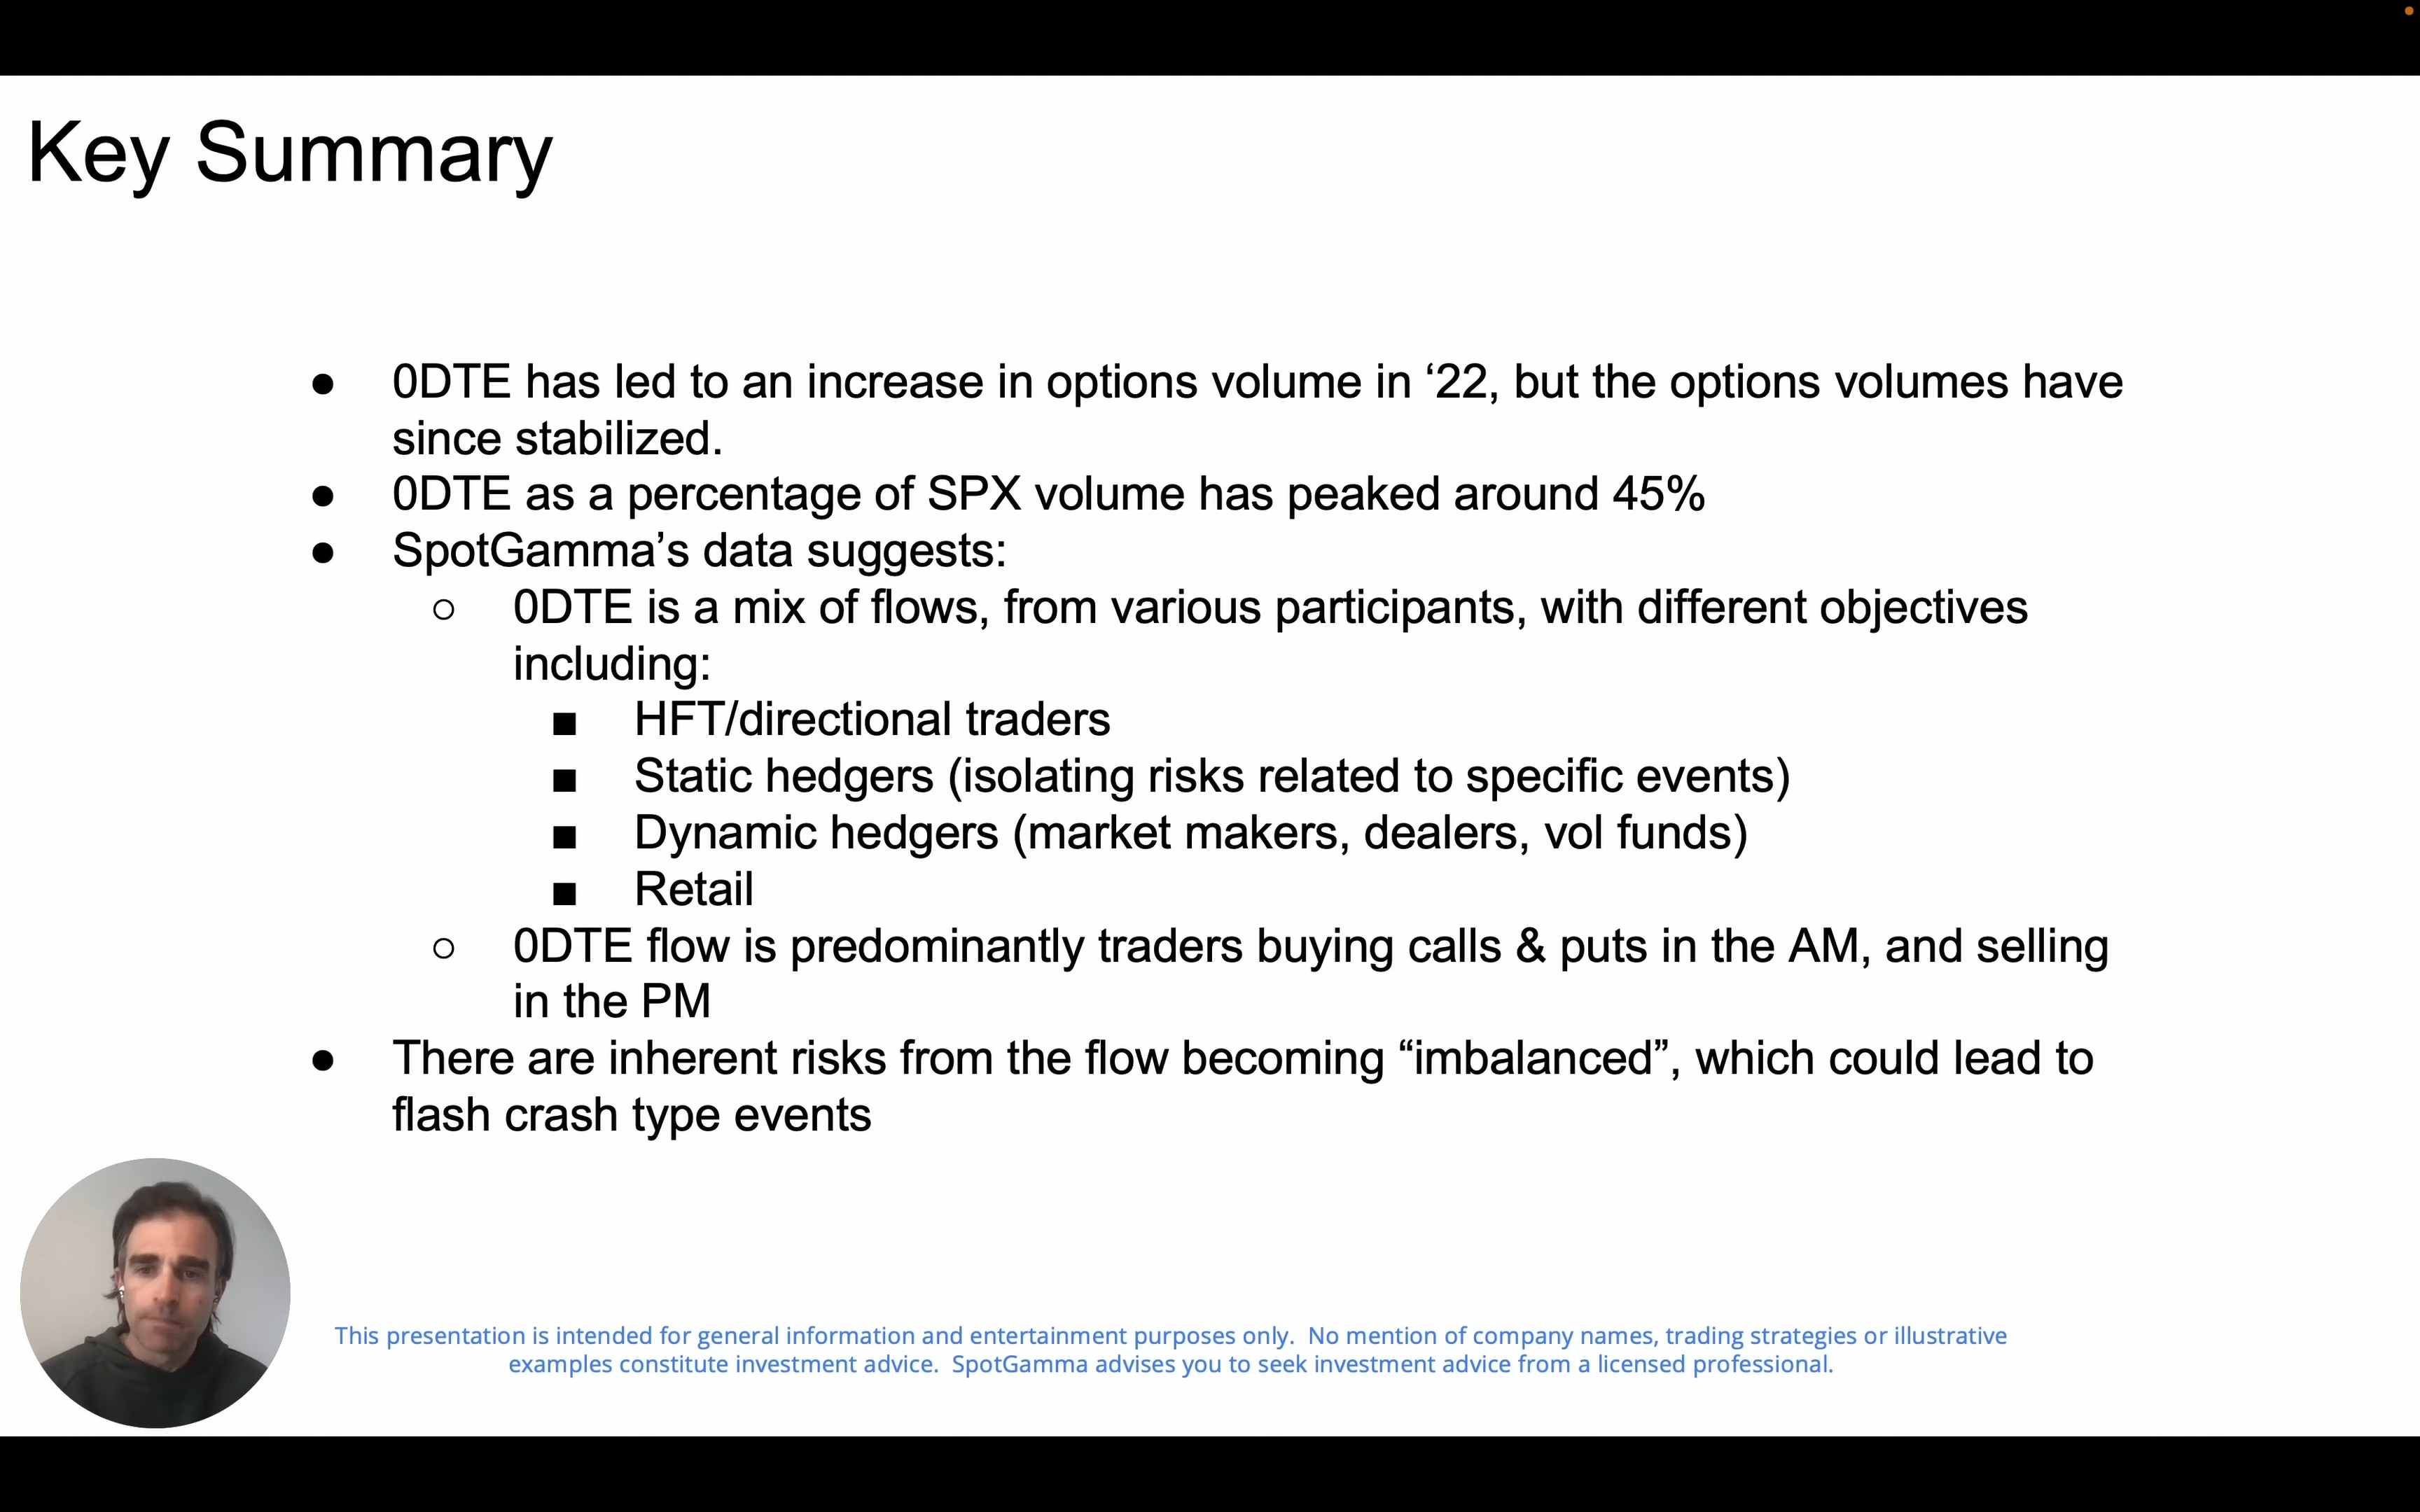 Key Summary
● 0DTE has led to an increase in options volume in ‘22, but the options volumes have
since stabilized.
● 0DTE as a percentage of SPX volume has peaked around 45%
● SpotGamma’s data suggests:
○ 0DTE is a mix of flows, from various participants, with different objectives
including:
■ HFT/directional traders
■ Static hedgers (isolating risks related to specific events)
■ Dynamic hedgers (market makers, dealers, vol funds)
■ Retail
○ 0DTE flow is predominantly traders buying calls & puts in the AM, and selling
in the PM
● There are inherent risks from the flow becoming “imbalanced”, which could lead to
flash crash type events
This presentation is intended for general information and entertainment purposes only.  No mention of company names, trading strategies or illustrative
examples constitute investment advice.  SpotGamma advises you to seek investment advice from a licensed professional.